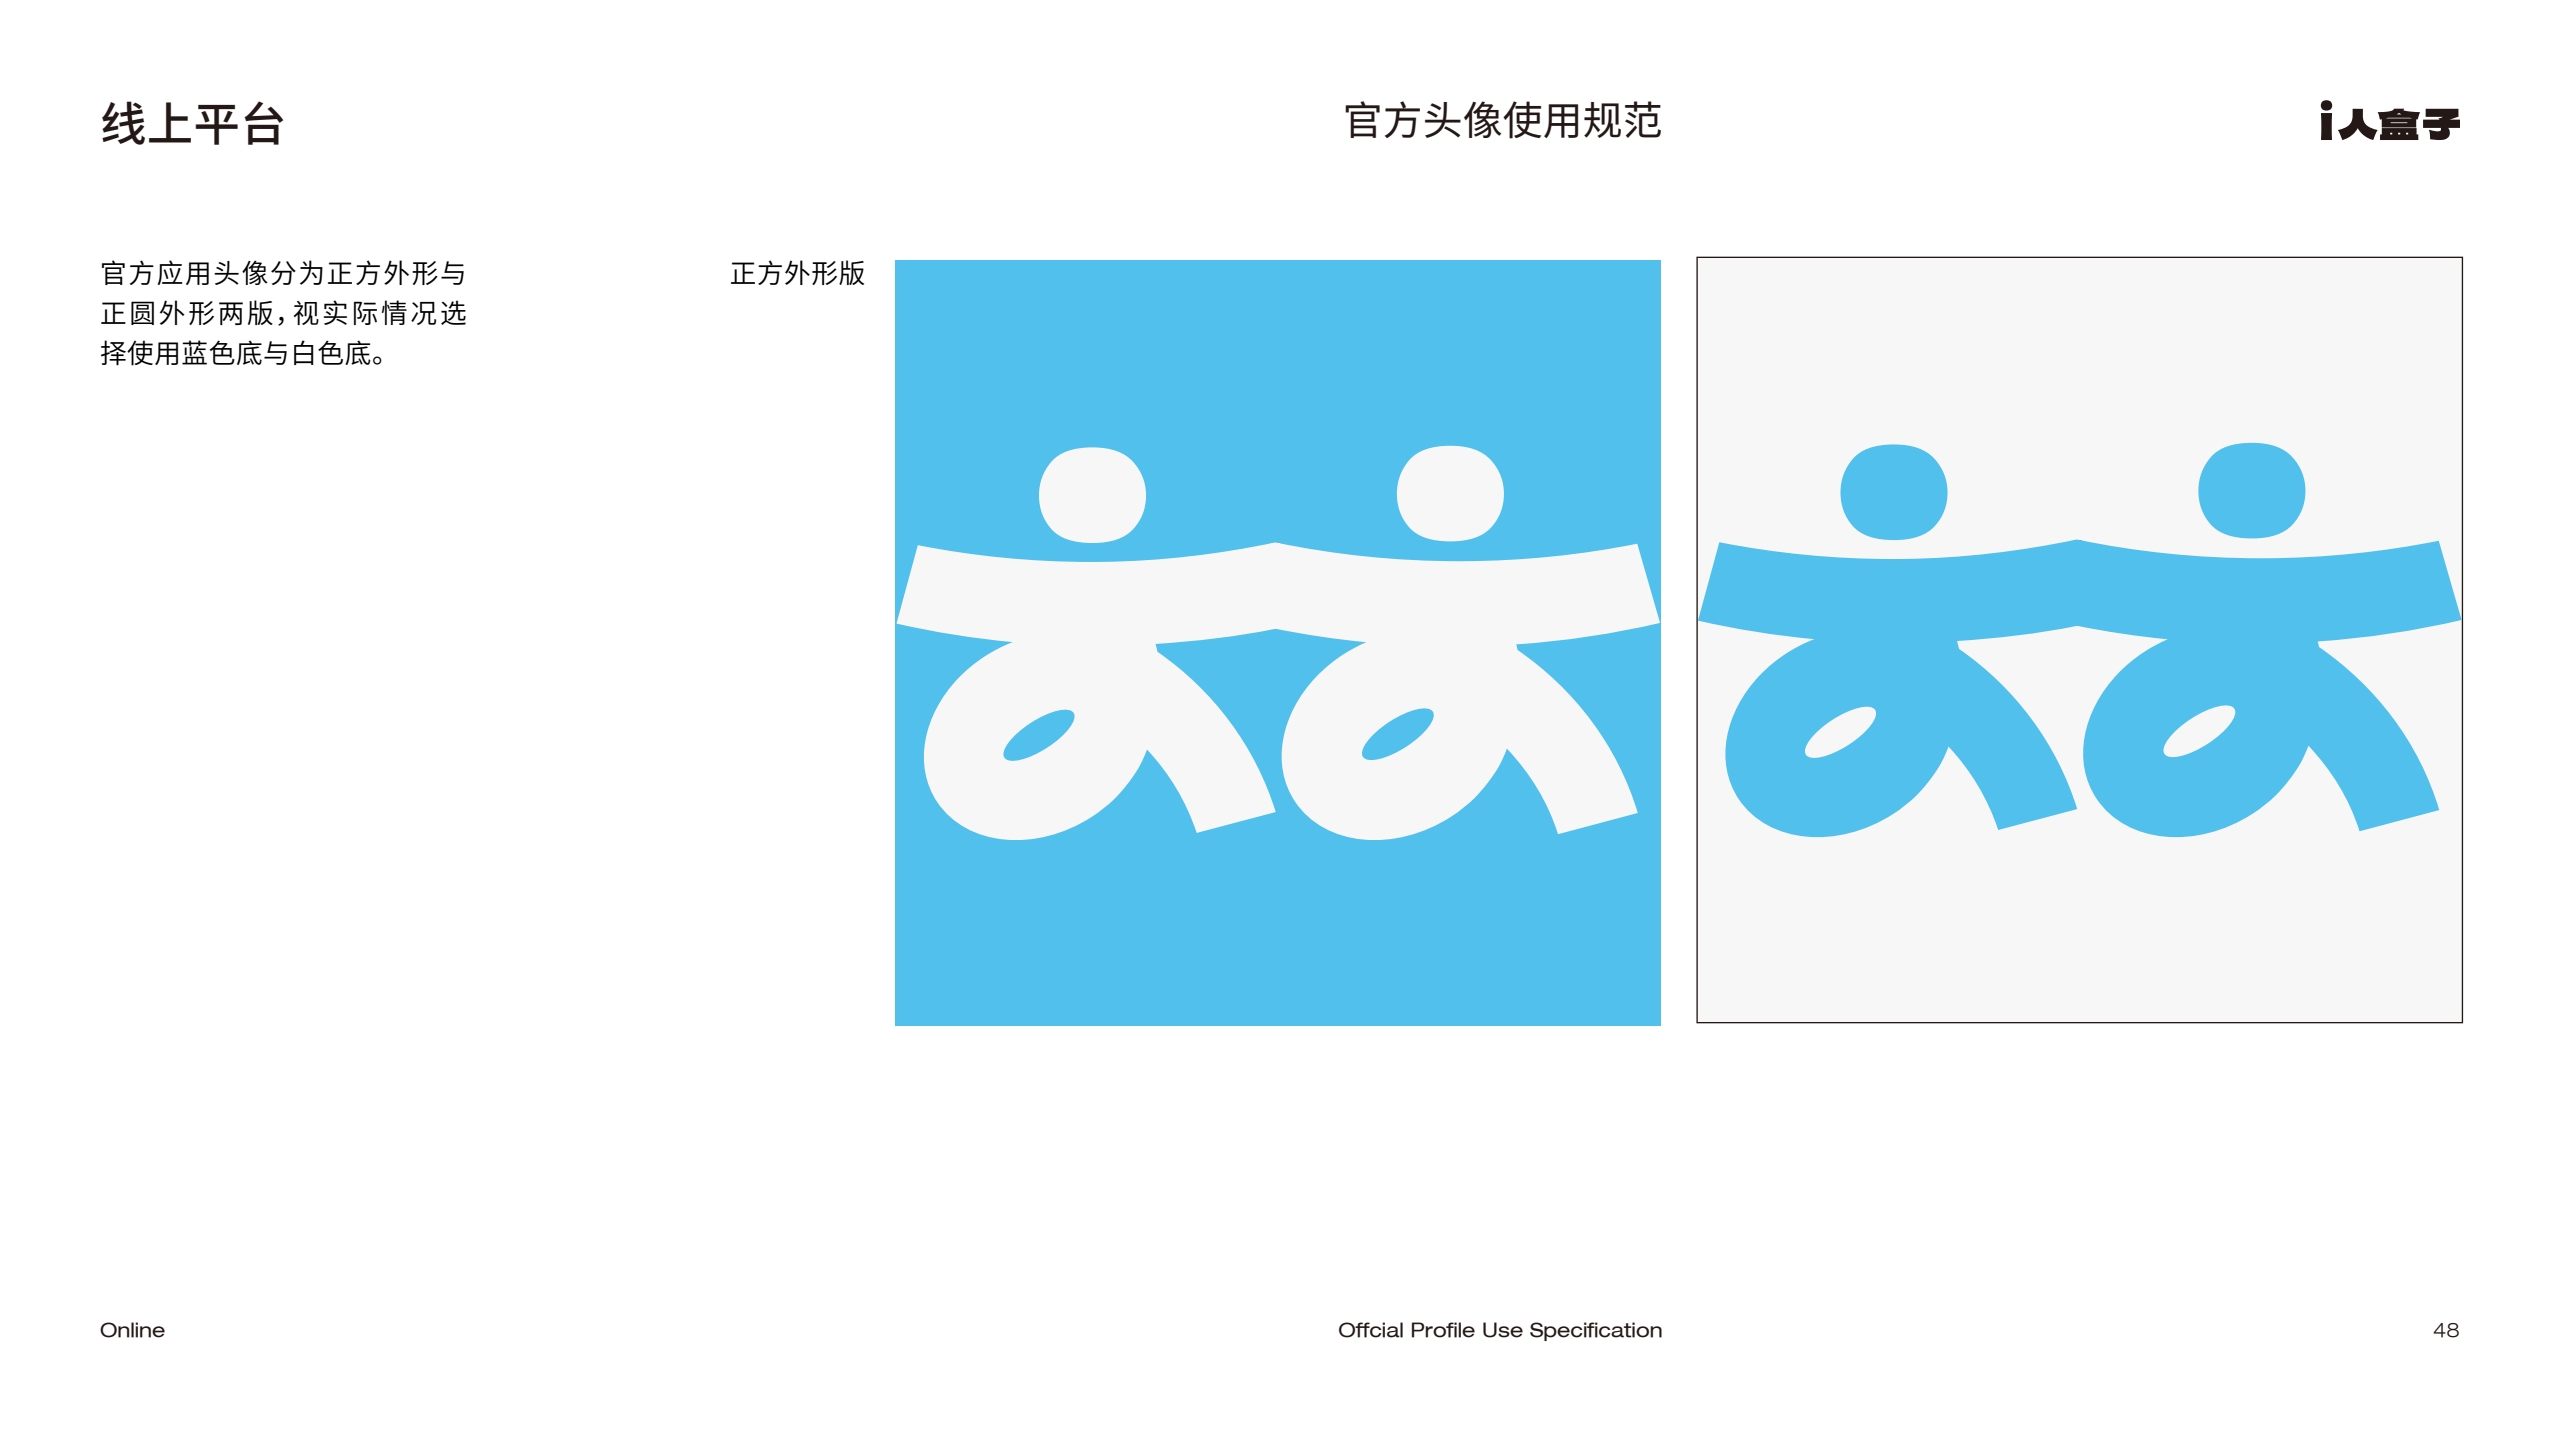 线上平台
官方头像使用规范
i人盒子
官方应用头像分为正方外形与
正圆外形两版，视实际情况选
择使用蓝色底与白色底。
正方外形版
Online
Offcial Profile Use Specification
48